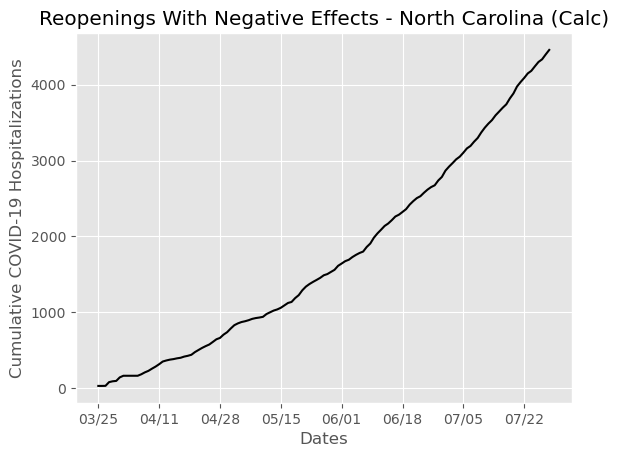 Reopenings With Negative Effects - North Carolina (Calc)
Cumulative COVID-19 Hospitalizations
4000
3000
2000
1000
0
03/25 04/11 04/28 05/15 06/01 06/18 07/05 07/22
Dates